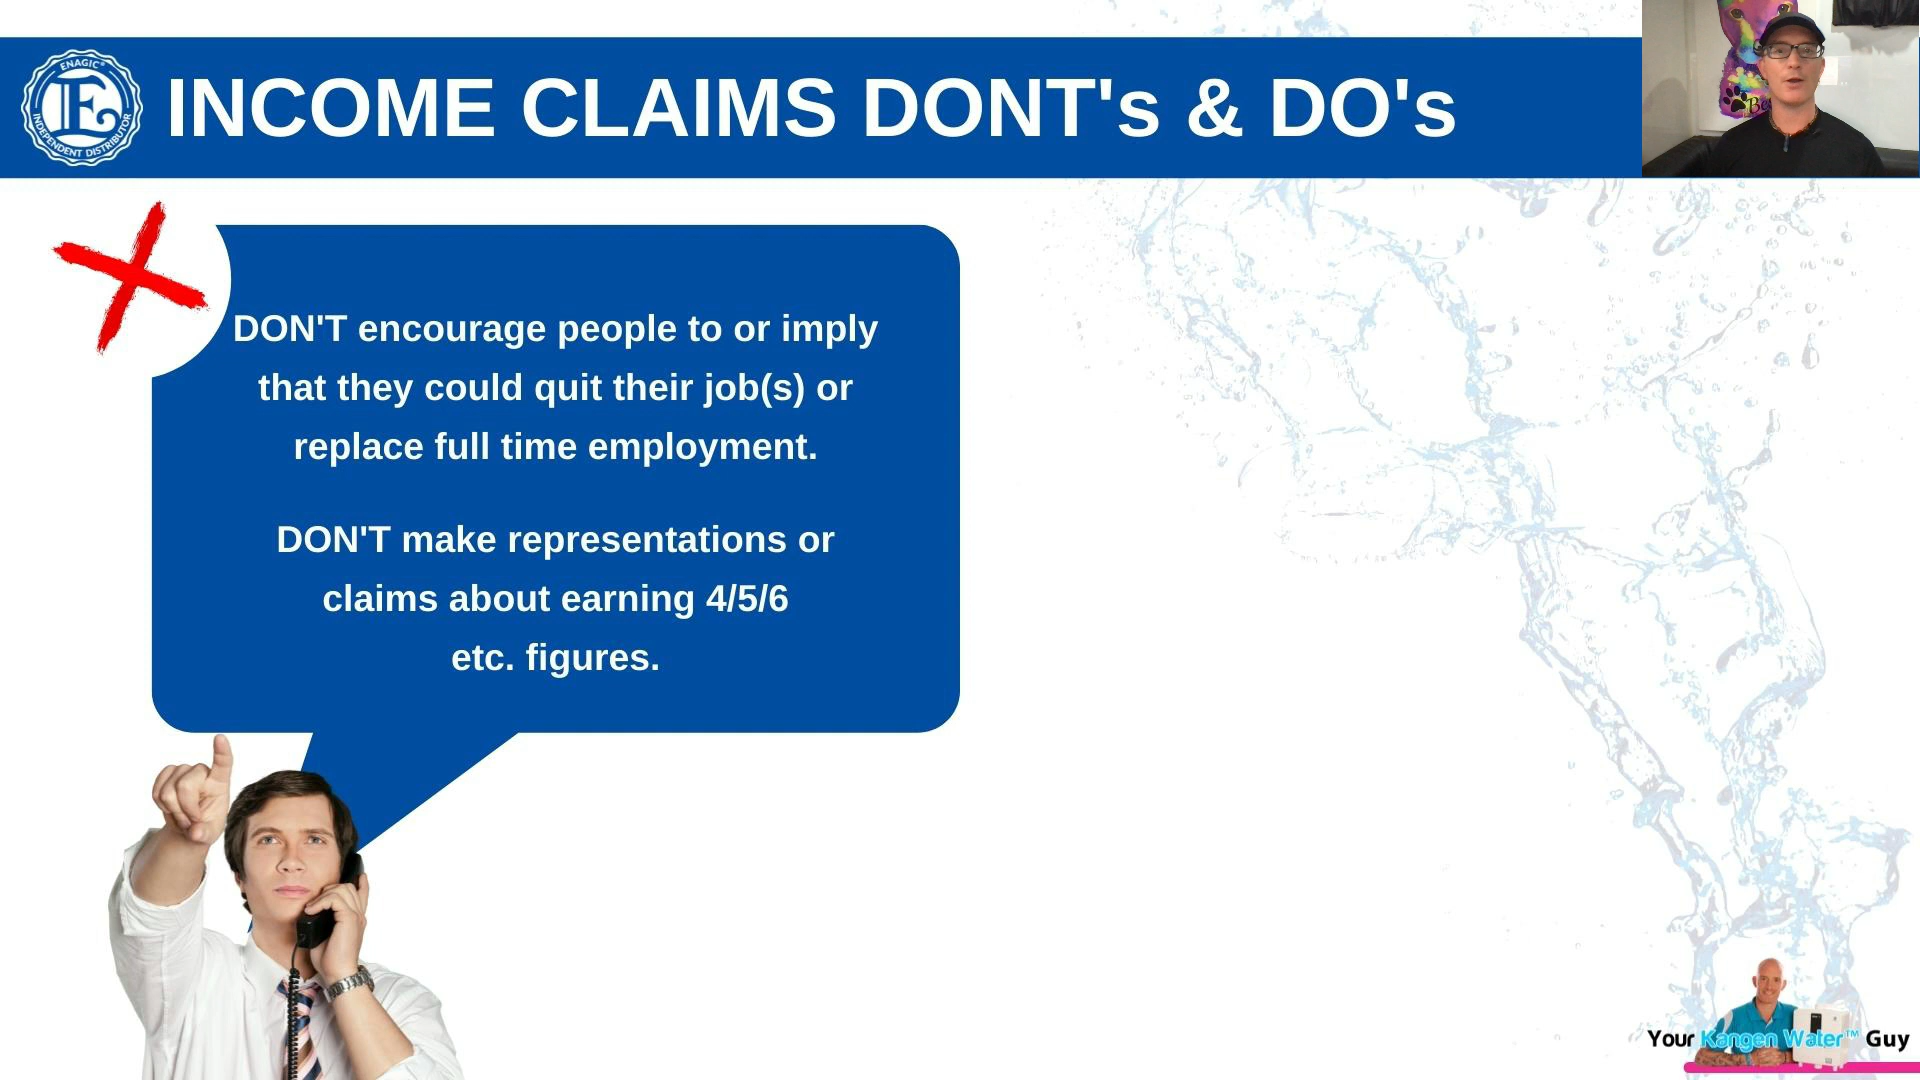 ENAGIC®
INDEPENDENT DISTRIBUTOR
E
INCOME CLAIMS DONT's & DO's
DON'T encourage people to or imply
that they could quit their job(s) or
replace full time employment.
DON'T make representations or
claims about earning 4/5/6
etc. figures.
Your Kangen Water™ Guy